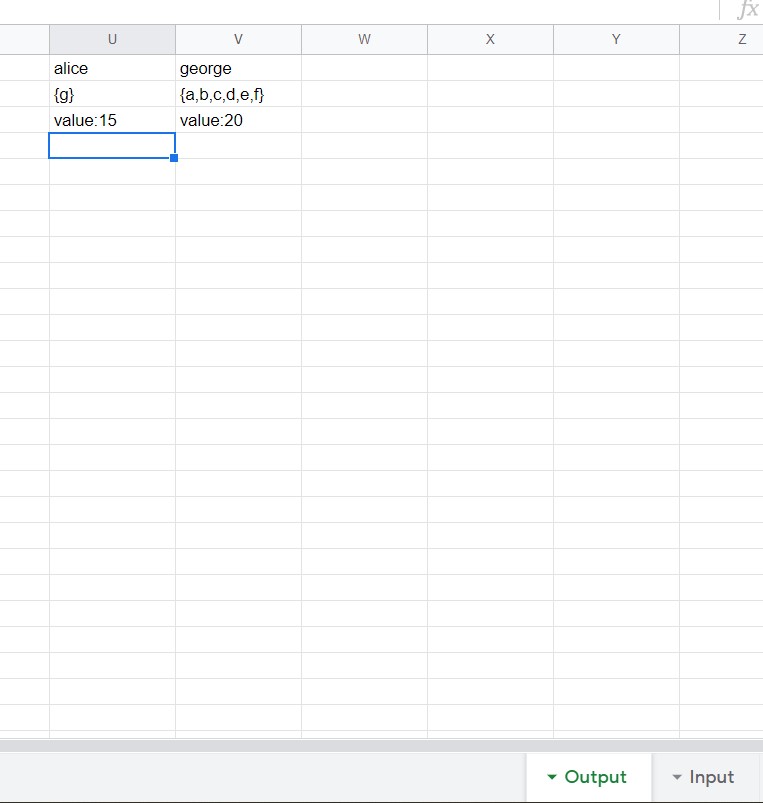 fx
U V W X Y Z
alice george
{g} {a,b,c,d,e,f}
value:15 value:20
Output Input